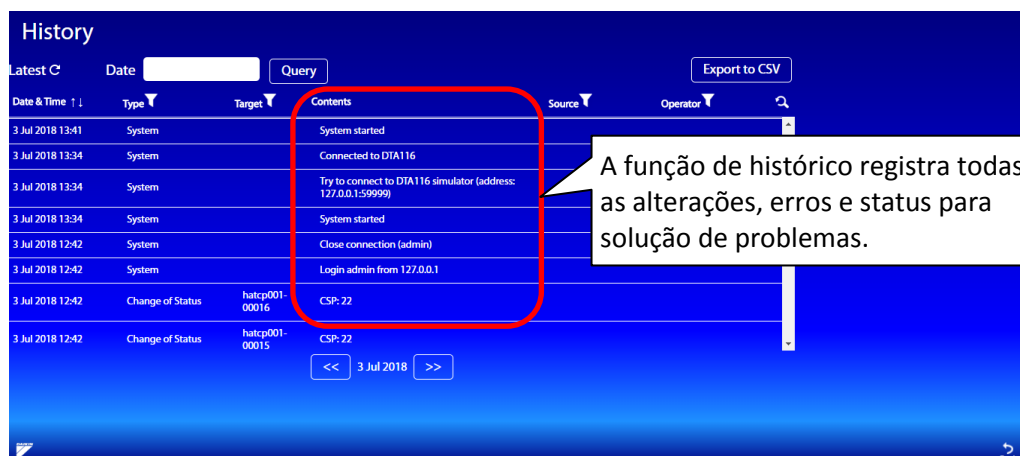 History
Latest Date Query Export to CSV
Date & Time ↑↓ Type Target Contents Source Operator
3 Jul 2018 13:41 System System started
3 Jul 2018 13:34 System Connected to DTA116
3 Jul 2018 13:34 System Try to connect to DTA116 simulator (address:
127.0.0.1:59999)
3 Jul 2018 13:34 System System started
3 Jul 2018 12:42 System Close connection (admin)
3 Jul 2018 12:42 System Login admin from 127.0.0.1
3 Jul 2018 12:42 Change of Status hatcp001-
00016 CSP: 22
3 Jul 2018 12:42 Change of Status hatcp001-
00015 CSP: 22
<< 3 Jul 2018 >>
A função de histórico registra todas
as alterações, erros e status para
solução de problemas.